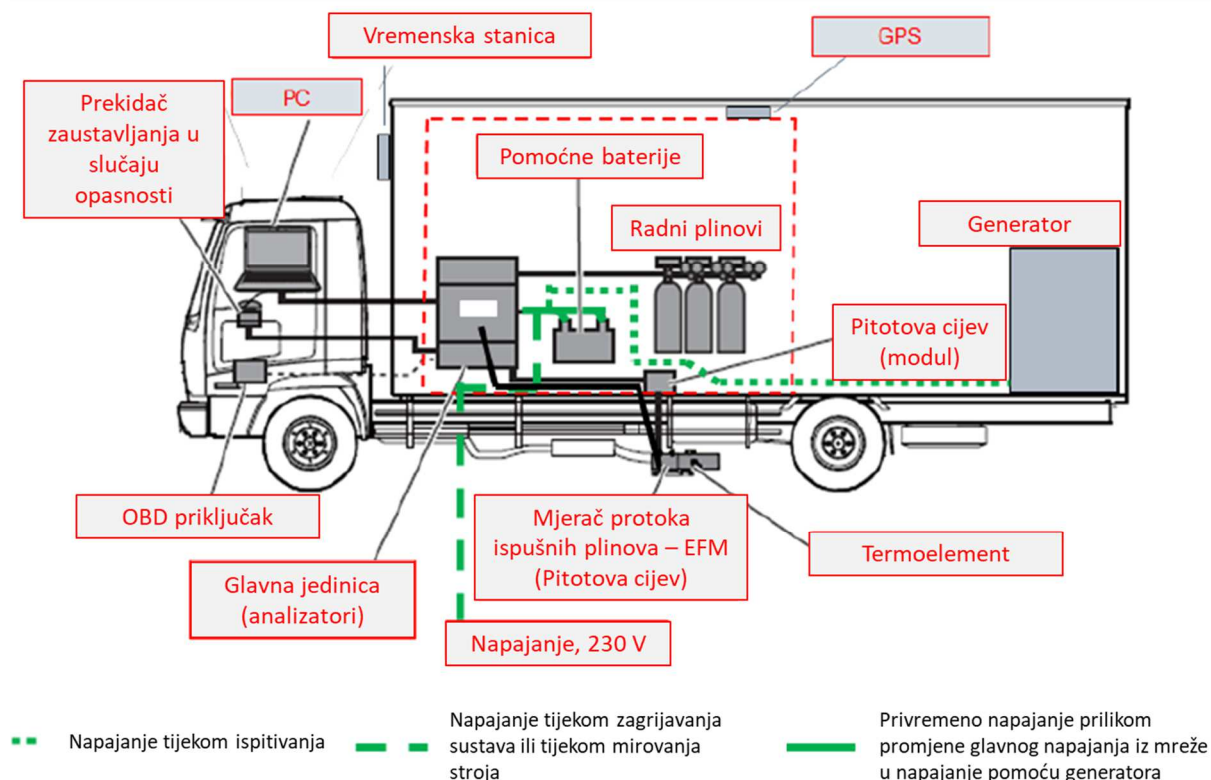 Vremenska stanica
GPS
PC
Prekidač
zaustavljanja u
slučaju
opasnosti
Pomoćne baterije
Radni plinovi
Generator
Pitotova cijev
(modul)
OBD priključak
Glavna jedinica
(analizatori)
Mjerač protoka
ispušnih plinova – EFM
(Pitotova cijev)
Termoelement
Napajanje, 230 V
Napajanje tijekom ispitivanja
Napajanje tijekom zagrijavanja
sustava ili tijekom mirovanja
stroja
Privremeno napajanje prilikom
promjene glavnog napajanja iz mreže
u napajanje pomoću generatora